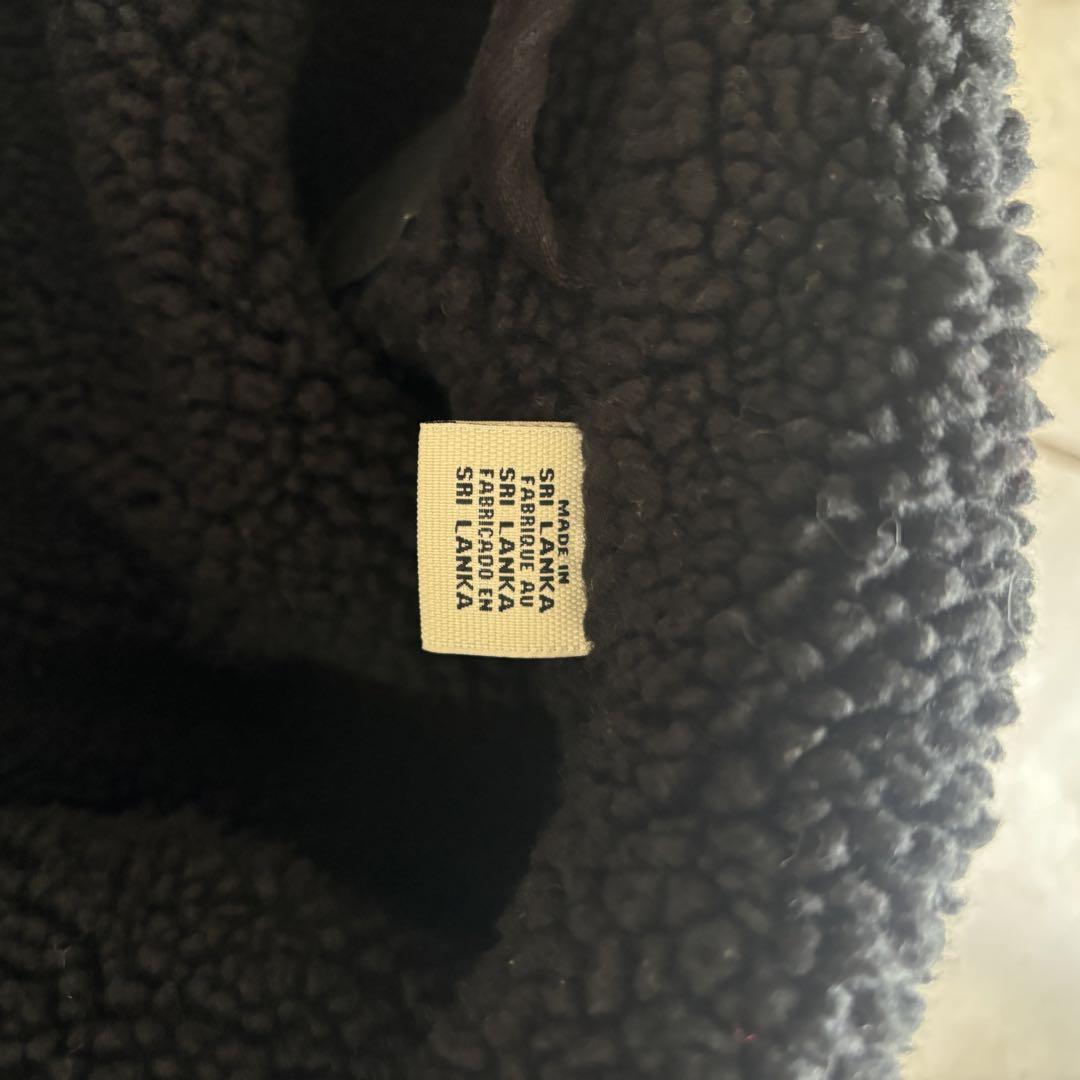 MADE IN
SRI LANKA
FABRIQUE AU
SRI LANKA
FABRICADO EN
SRI LANKA